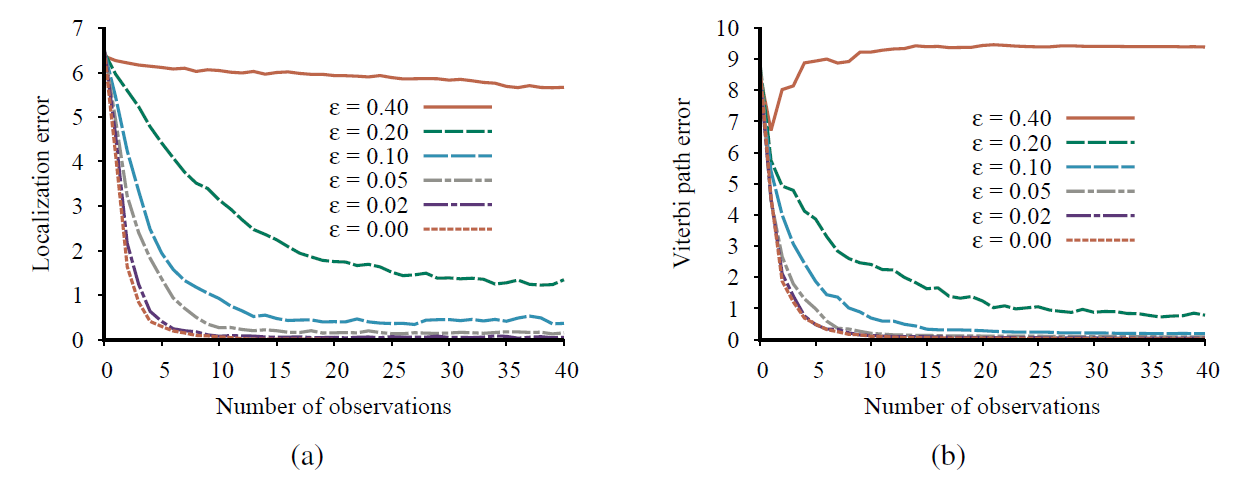 7
6
5
4
3
2
1
0
Localization error
ε = 0.40
ε = 0.20
ε = 0.10
ε = 0.05
ε = 0.02
ε = 0.00
0 5 10 15 20 25 30 35 40
Number of observations
(a)
10
9
8
7
6
5
4
3
2
1
0
Viterbi path error
ε = 0.40
ε = 0.20
ε = 0.10
ε = 0.05
ε = 0.02
ε = 0.00
0 5 10 15 20 25 30 35 40
Number of observations
(b)